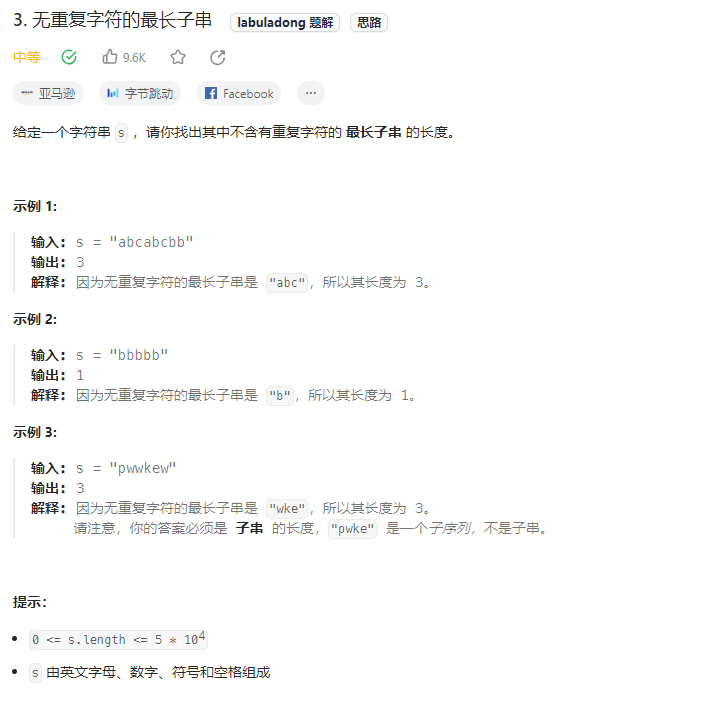 3. 无重复字符的最长子串 labuladong 题解 思路
中等 9.6K
亚马逊 字节跳动 Facebook ...
给定一个字符串 s ，请你找出其中不含有重复字符的 最长子串 的长度。
示例 1:
输入: s = "abcabcbb"
输出: 3
解释: 因为无重复字符的最长子串是 "abc"，所以其长度为 3。
示例 2:
输入: s = "bbbbb"
输出: 1
解释: 因为无重复字符的最长子串是 "b"，所以其长度为 1。
示例 3:
输入: s = "pwwkew"
输出: 3
解释: 因为无重复字符的最长子串是 "wke"，所以其长度为 3。
请注意，你的答案必须是 子串 的长度，"pwke" 是一个子序列，不是子串。
提示：
• 0 <= s.length <= 5 * 10⁴
• s 由英文字母、数字、符号和空格组成